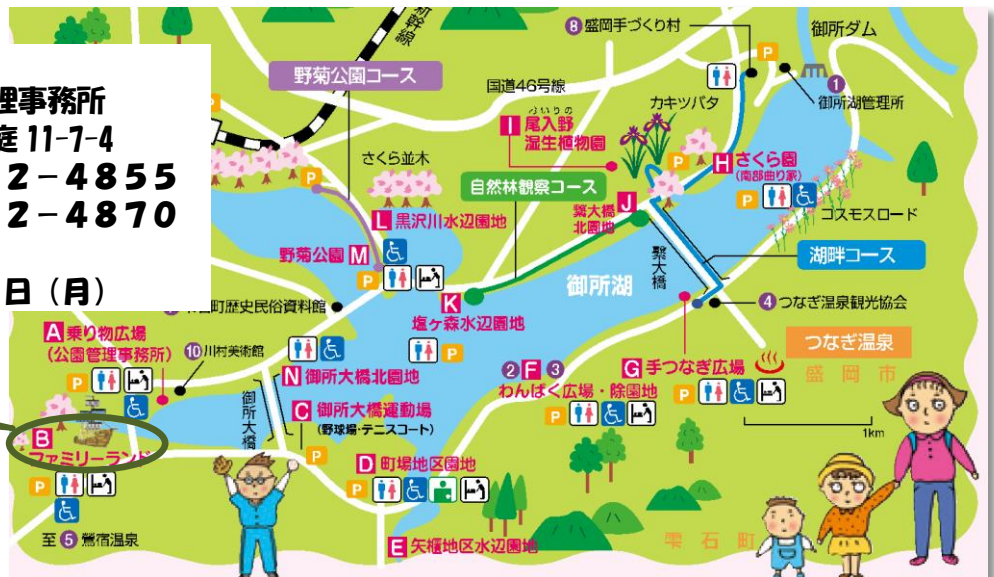 理事務所
庭 11-7-4
2-4855
2-4870
日（月）
新幹線
⑧盛岡手づくり村
御所ダム
P
野菊公園コース
国道46号線
P
①
御所湖管理所
カキツバタ
I 尾入野
湿生植物園
さくら並木
P
H さくら園
(南部曲り家)
P
自然林観察コース
P
コスモスロード
L 黒沢川水辺園地
J
繋大橋
北園地
湖畔コース
野菊公園 M
P
御所湖
繋大橋
K
塩ヶ森水辺園地
P
④つなぎ温泉観光協会
町歴史民俗資料館
つなぎ温泉
盛岡市
A 乗り物広場
(公園管理事務所)
P
⑩川村美術館
N 御所大橋北園地
② F ③
わんぱく広場・除園地
P
G 手つなぎ広場
P
御所大橋
C 御所大橋運動場
(野球場・テニスコート)
P
1km
B
ファミリーランド
P
D 町場地区園地
P
E 矢櫃地区水辺園地
雫石町
至⑤鶯宿温泉